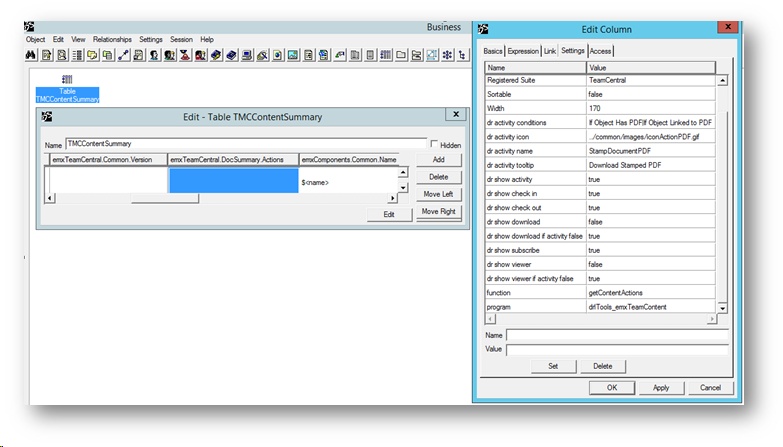 Business
Object Edit View Relationships Settings Session Help
Table
TMCContentSummary
Edit - Table TMCContentSummary
x
Name TMCContentSummary Hidden
emxTeamCentral.Common.Version emxTeamCentral.DocSummary.Actions emxComponents.Common.Name
$<name>
Add
Delete
Move Left
Move Right
Edit
Edit Column
x
Basics Expression Link Settings Access
Name Value
Registered Suite TeamCentral
Sortable false
Width 170
dr activity conditions If Object Has PDFIf Object Linked to PDF
dr activity icon ../common/images/iconActionPDF.gif
dr activity name StampDocumentPDF
dr activity tooltip Download Stamped PDF
dr show activity true
dr show check in true
dr show check out true
dr show download false
dr show download if activity false true
dr show subscribe true
dr show viewer false
dr show viewer if activity false true
function getContentActions
program drlTools_emxTeamContent
Name
Value
Set Delete
OK Apply Cancel